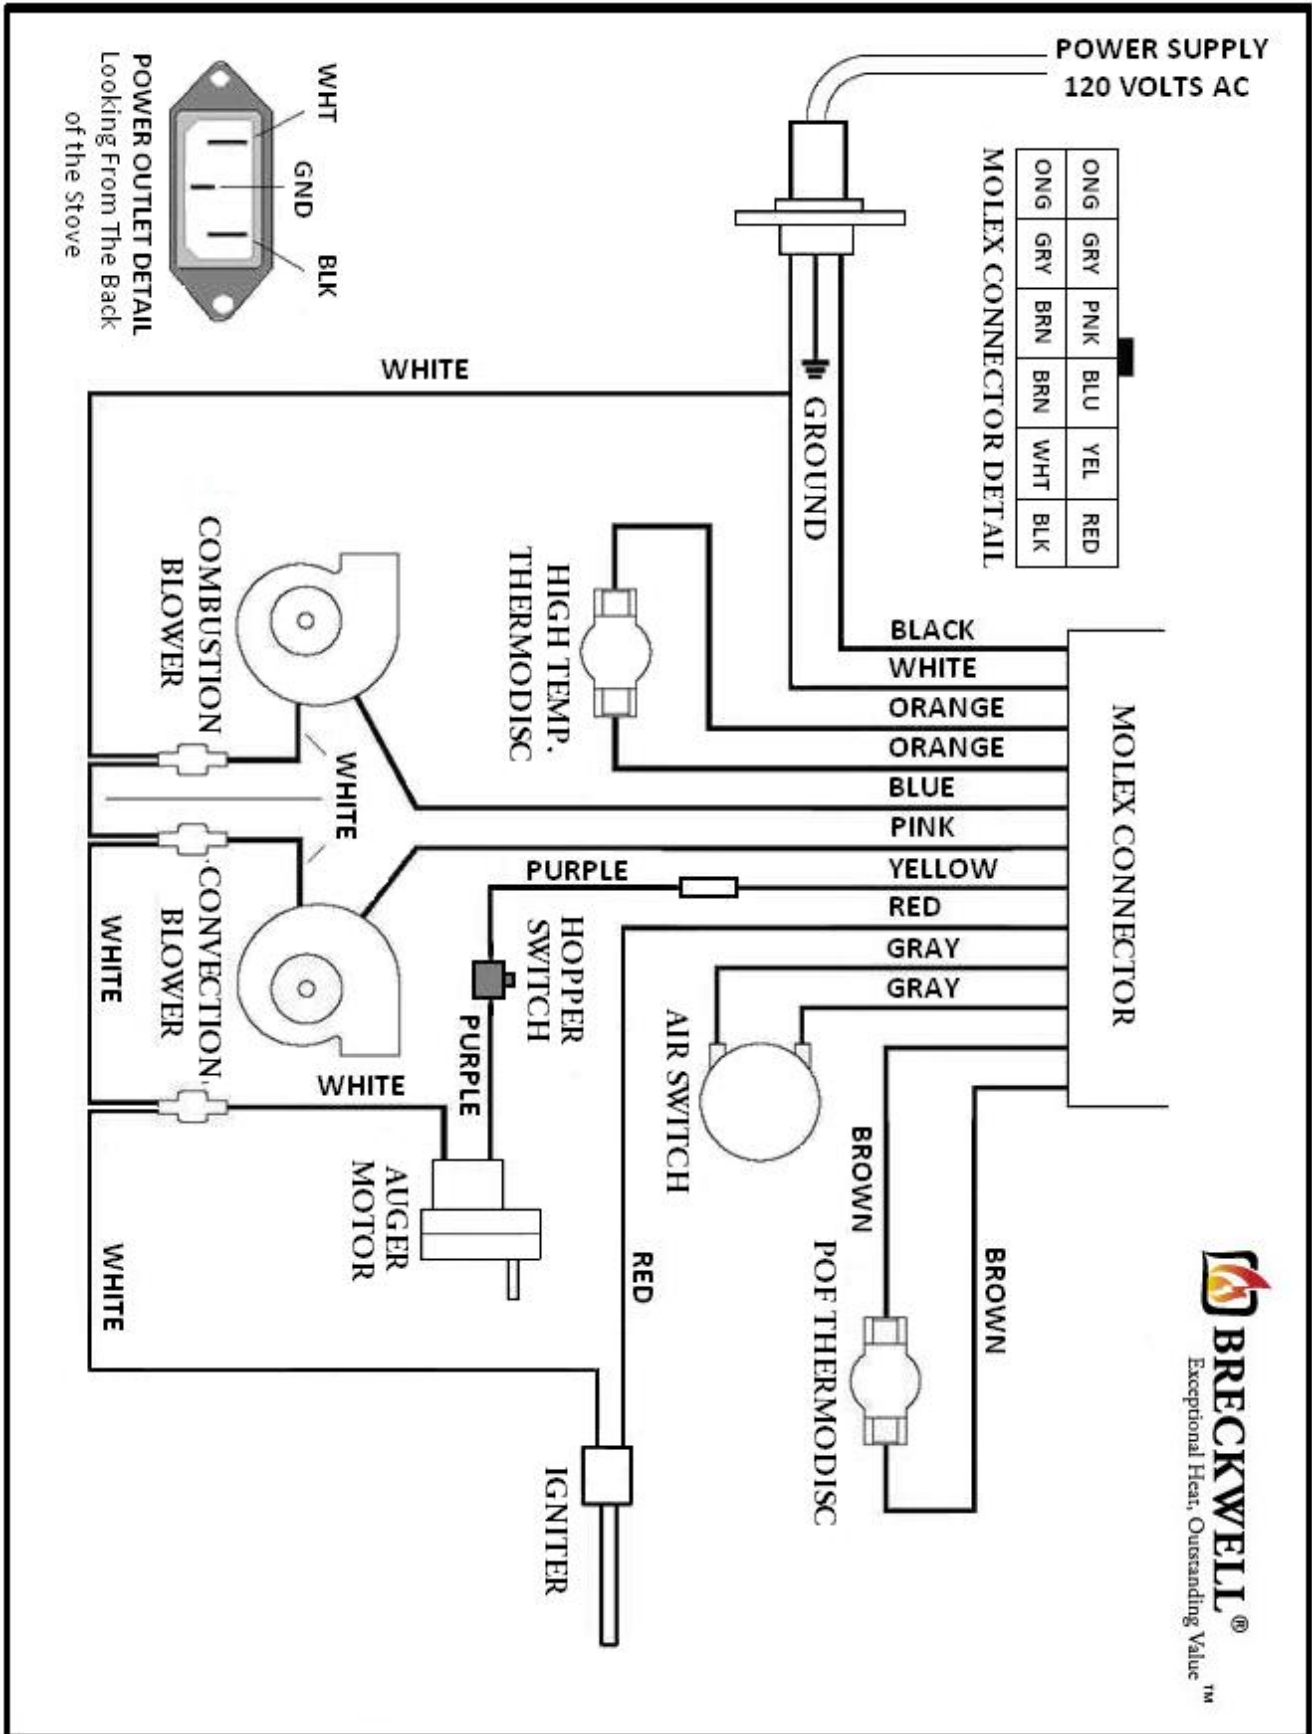 POWER SUPPLY
120 VOLTS AC
ONG GRY PNK BLU YEL RED
ONG GRY BRN BRN WHT BLK
MOLEX CONNECTOR DETAIL
WHT
GND
BLK
POWER OUTLET DETAIL
Looking From The Back
of the Stove
WHITE
GROUND
HIGH TEMP.
THERMODISC
COMBUSTION
BLOWER
BLACK
WHITE
ORANGE
ORANGE
BLUE
PINK
YELLOW
RED
GRAY
GRAY
MOLEX CONNECTOR
WHITE
PURPLE
HOPPER
SWITCH
PURPLE
CONVECTION
BLOWER
WHITE
WHITE
AIR SWITCH
AUGER
MOTOR
BROWN
BROWN
POF THERMODISC
RED
WHITE
IGNITER
BRECKWELL®
Exceptional Heat, Outstanding Value ™